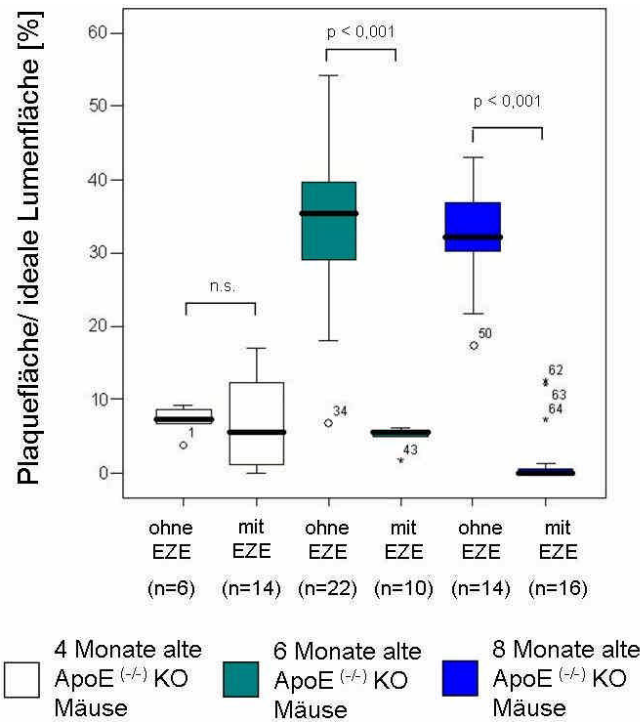 Plaquefläche/ ideale Lumenfläche [%]
60
50
40
30
20
10
0
p < 0,001
p < 0,001
n.s.
1
34
43
50
62
63
64
ohne mit ohne mit ohne mit
EZE EZE EZE EZE EZE EZE
(n=6) (n=14) (n=22) (n=10) (n=14) (n=16)
4 Monate alte
ApoE (-/-) KO
Mäuse
6 Monate alte
ApoE (-/-) KO
Mäuse
8 Monate alte
ApoE (-/-) KO
Mäuse